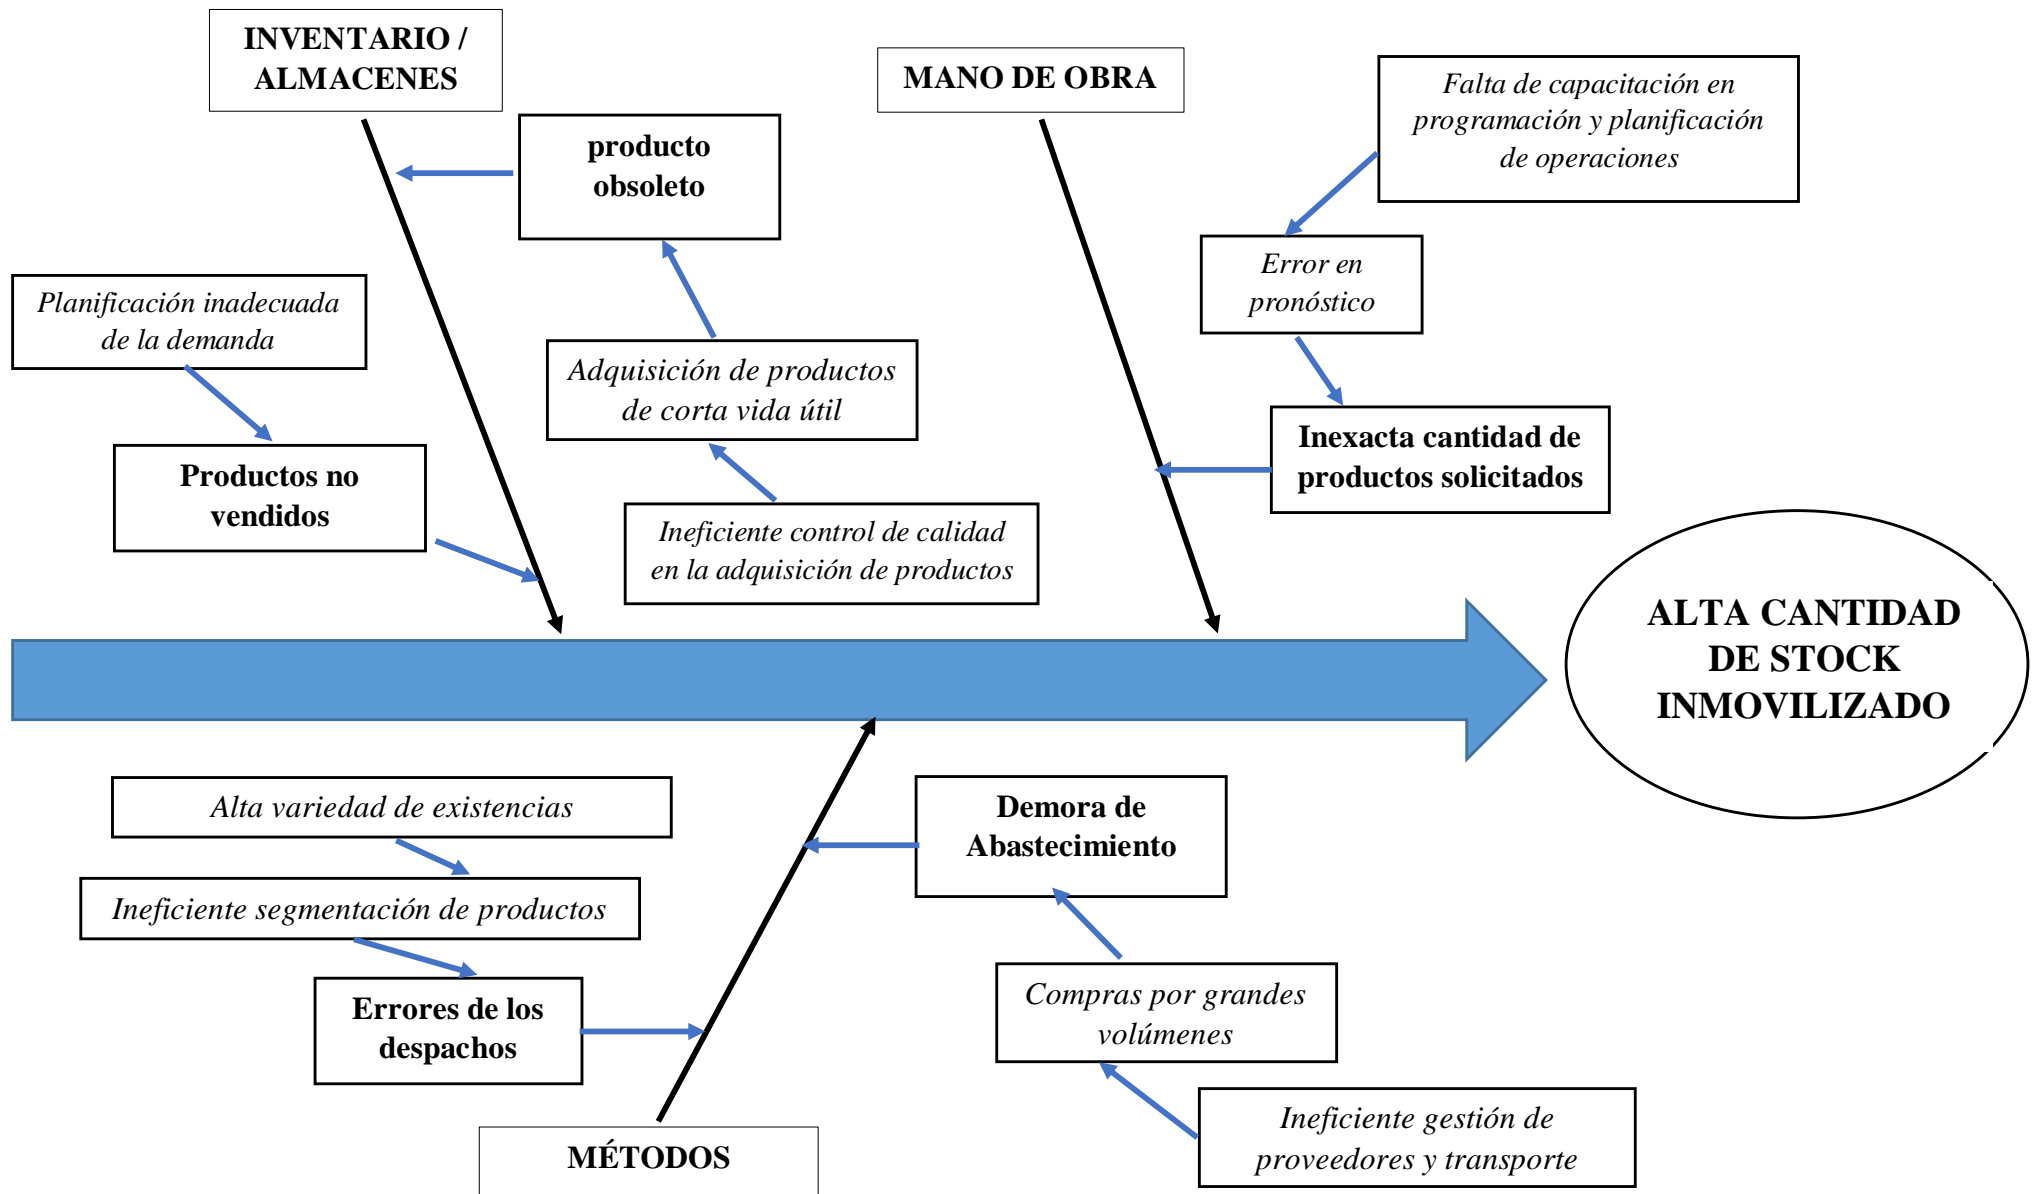 INVENTARIO /
ALMACENES
MANO DE OBRA
Falta de capacitación en
programación y planificación
de operaciones
producto
obsoleto
Error en
pronóstico
Planificación inadecuada
de la demanda
Adquisición de productos
de corta vida útil
Inexacta cantidad de
productos solicitados
Productos no
vendidos
Ineficiente control de calidad
en la adquisición de productos
ALTA CANTIDAD
DE STOCK
INMOVILIZADO
Alta variedad de existencias
Demora de
Abastecimiento
Ineficiente segmentación de productos
Errores de los
despachos
Compras por grandes
volúmenes
Ineficiente gestión de
proveedores y transporte
MÉTODOS